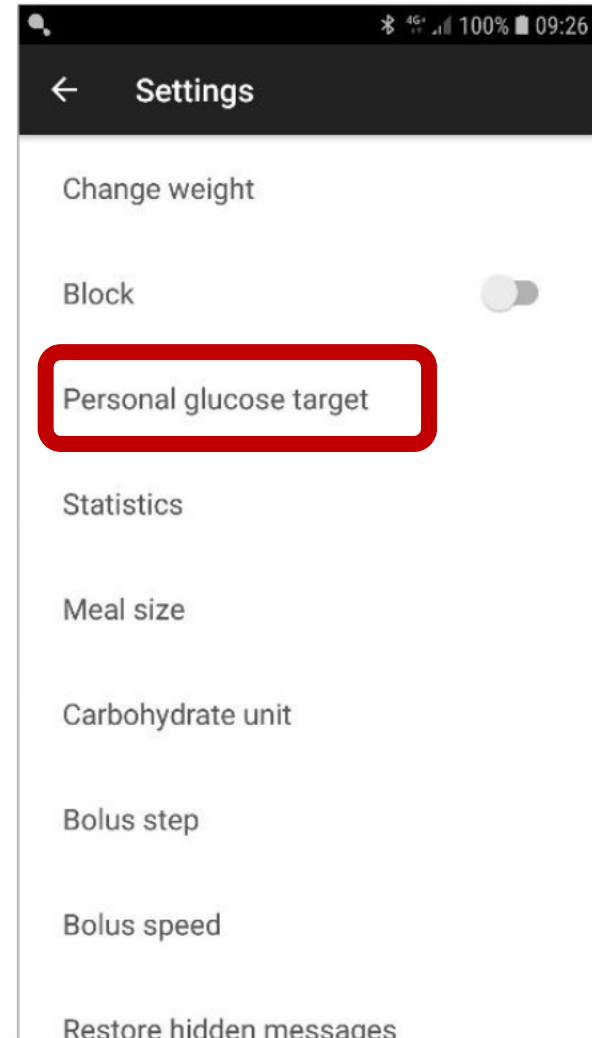 4G+ 100% 09:26
Settings
Change weight
Block
Personal glucose target
Statistics
Meal size
Carbohydrate unit
Bolus step
Bolus speed
Restore hidden messages